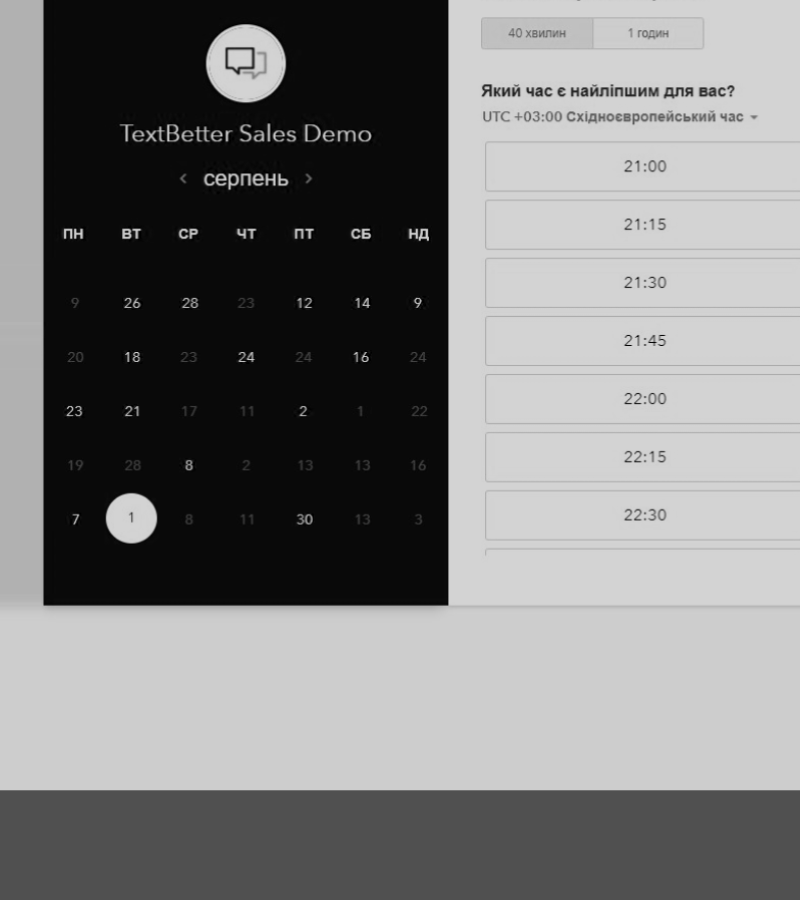 TextBetter Sales Demo
серпень
ПН ВТ СР ЧТ ПТ СБ НД
9 26 28 23 12 14 9
20 18 23 24 24 16 24
23 21 17 11 2 1 22
19 28 8 2 13 13 16
7 1 8 11 30 13 3
40 хвилин 1 годин
Який час є найліпшим для вас?
UTC +03:00 Східноєвропейський час
21:00
21:15
21:30
21:45
22:00
22:15
22:30